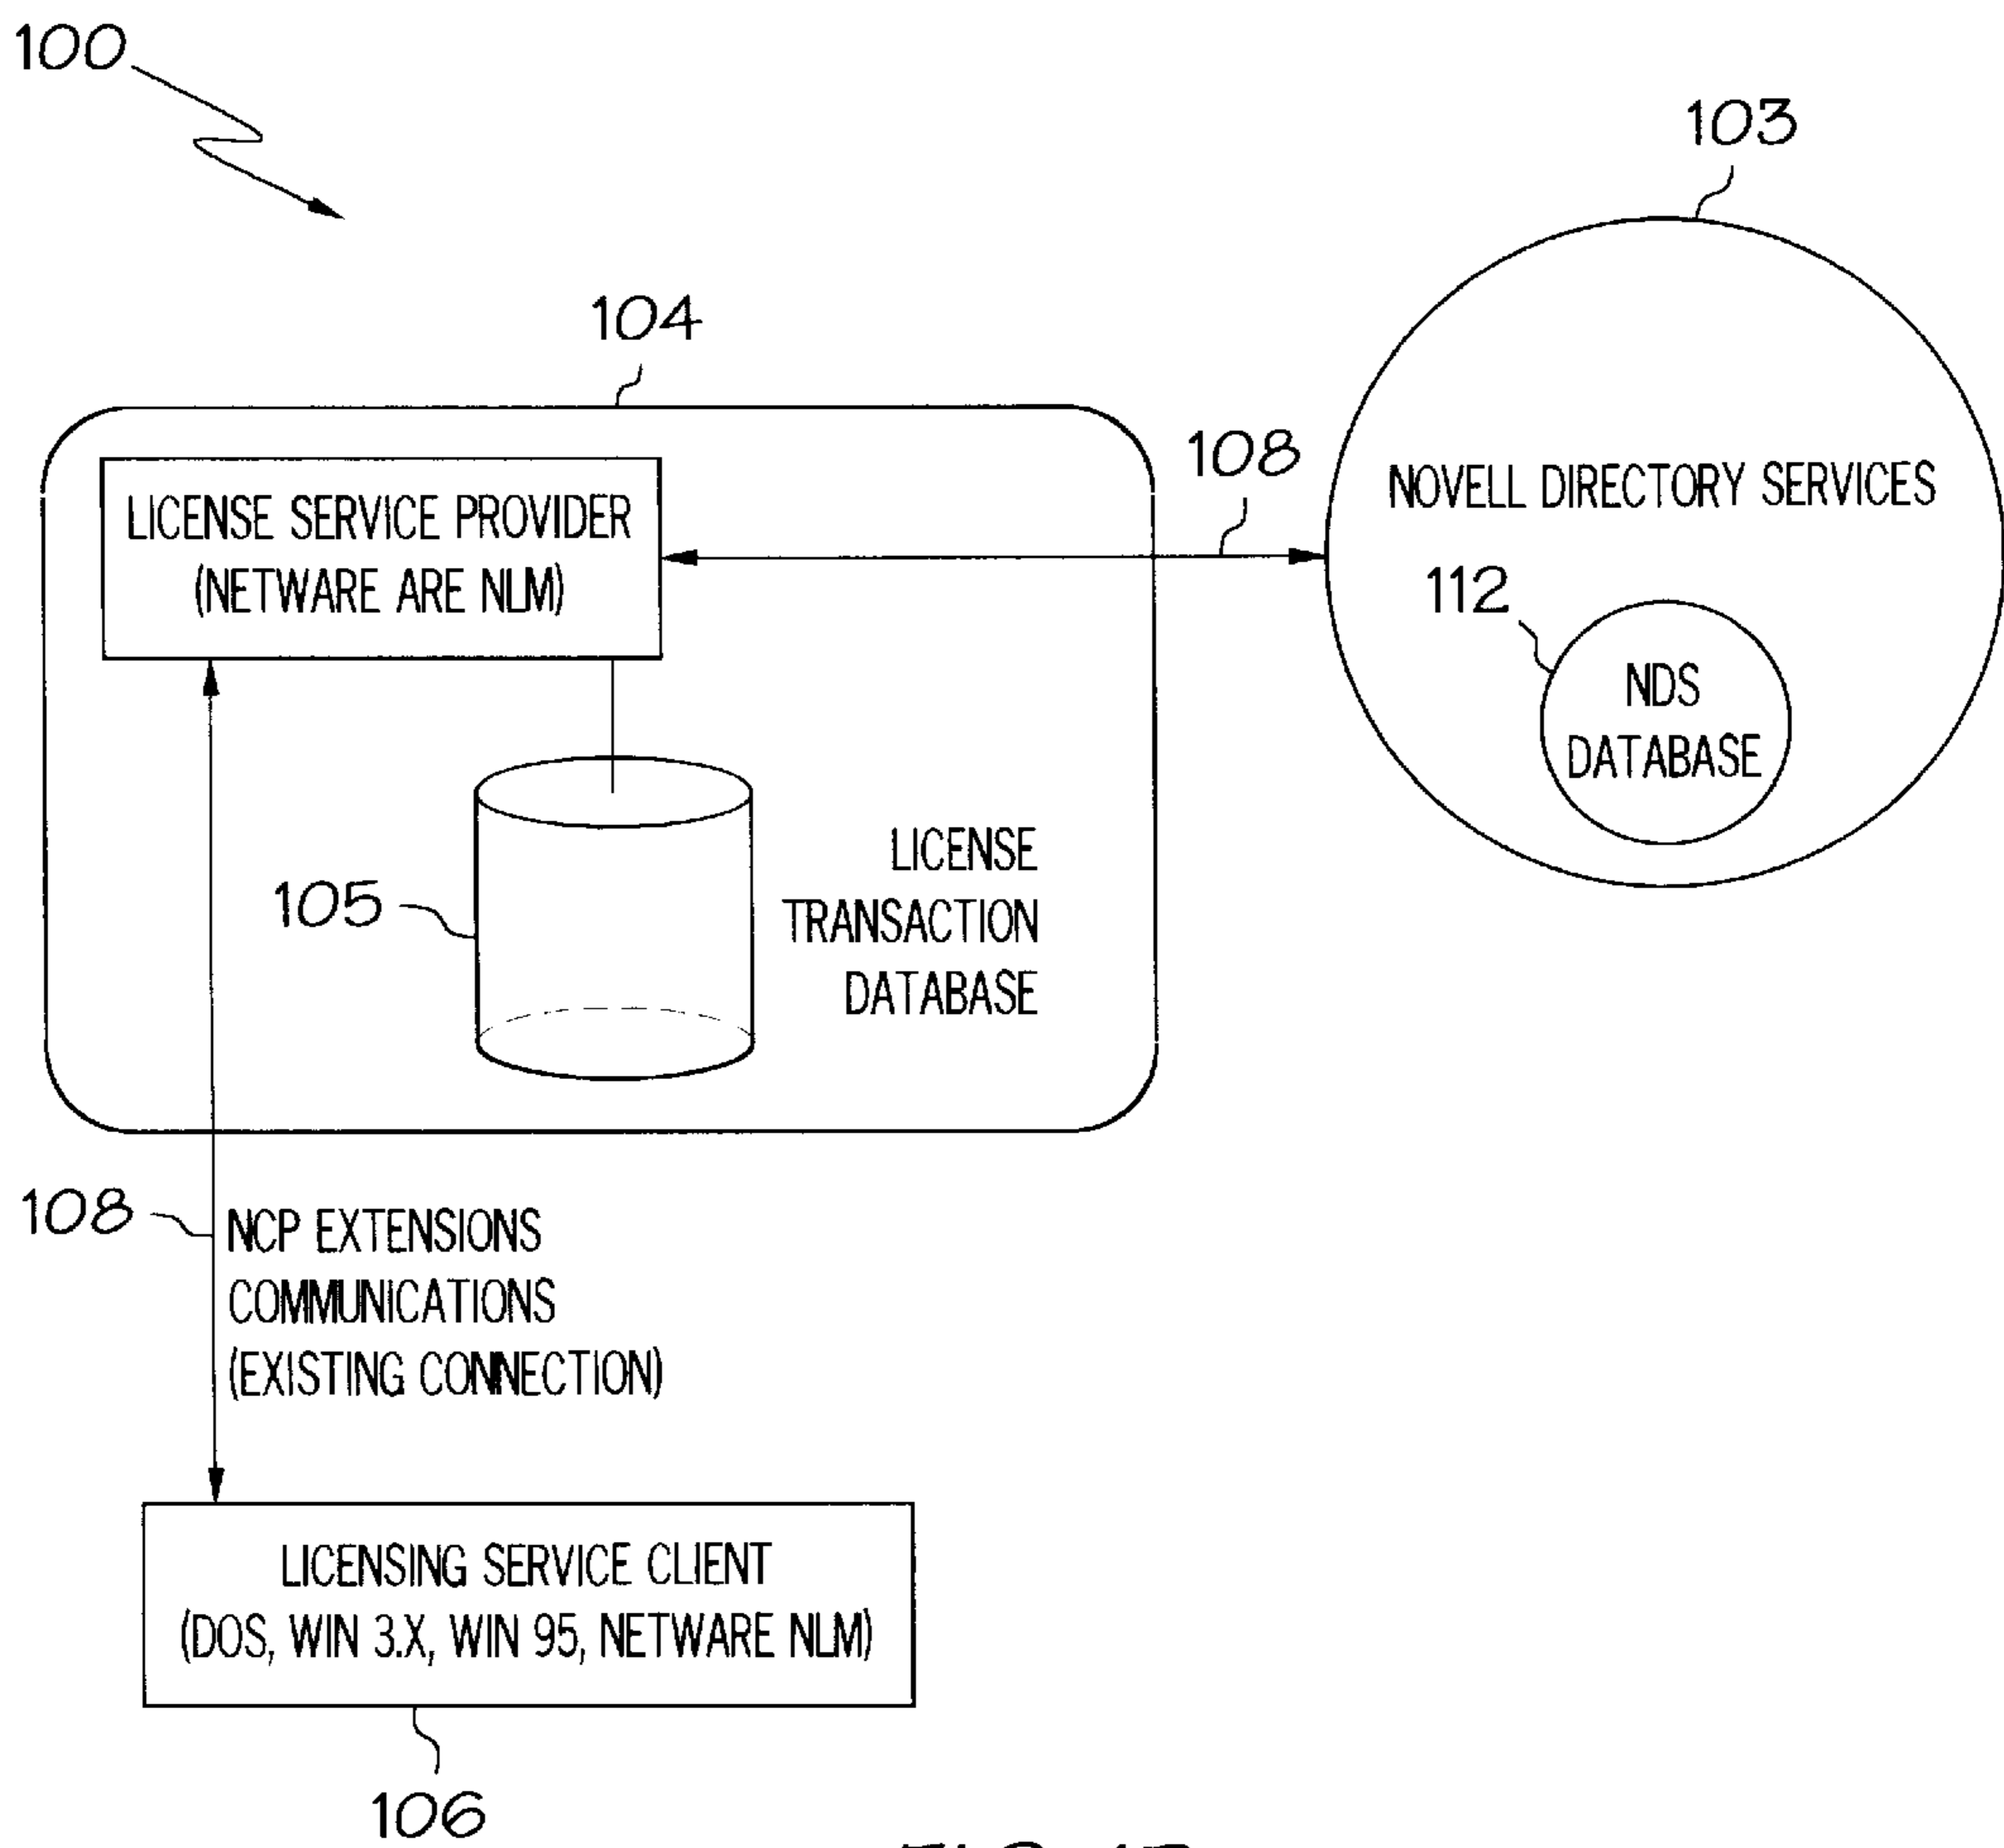 100
103
104
LICENSE SERVICE PROVIDER
(NETWARE ARE NLM)
108
NOVELL DIRECTORY SERVICES
112
NDS
DATABASE
105
LICENSE
TRANSACTION
DATABASE
108
NCP EXTENSIONS
COMMUNICATIONS
(EXISTING CONNECTION)
LICENSING SERVICE CLIENT
(DOS, WIN 3.X, WIN 95, NETWARE NLM)
106